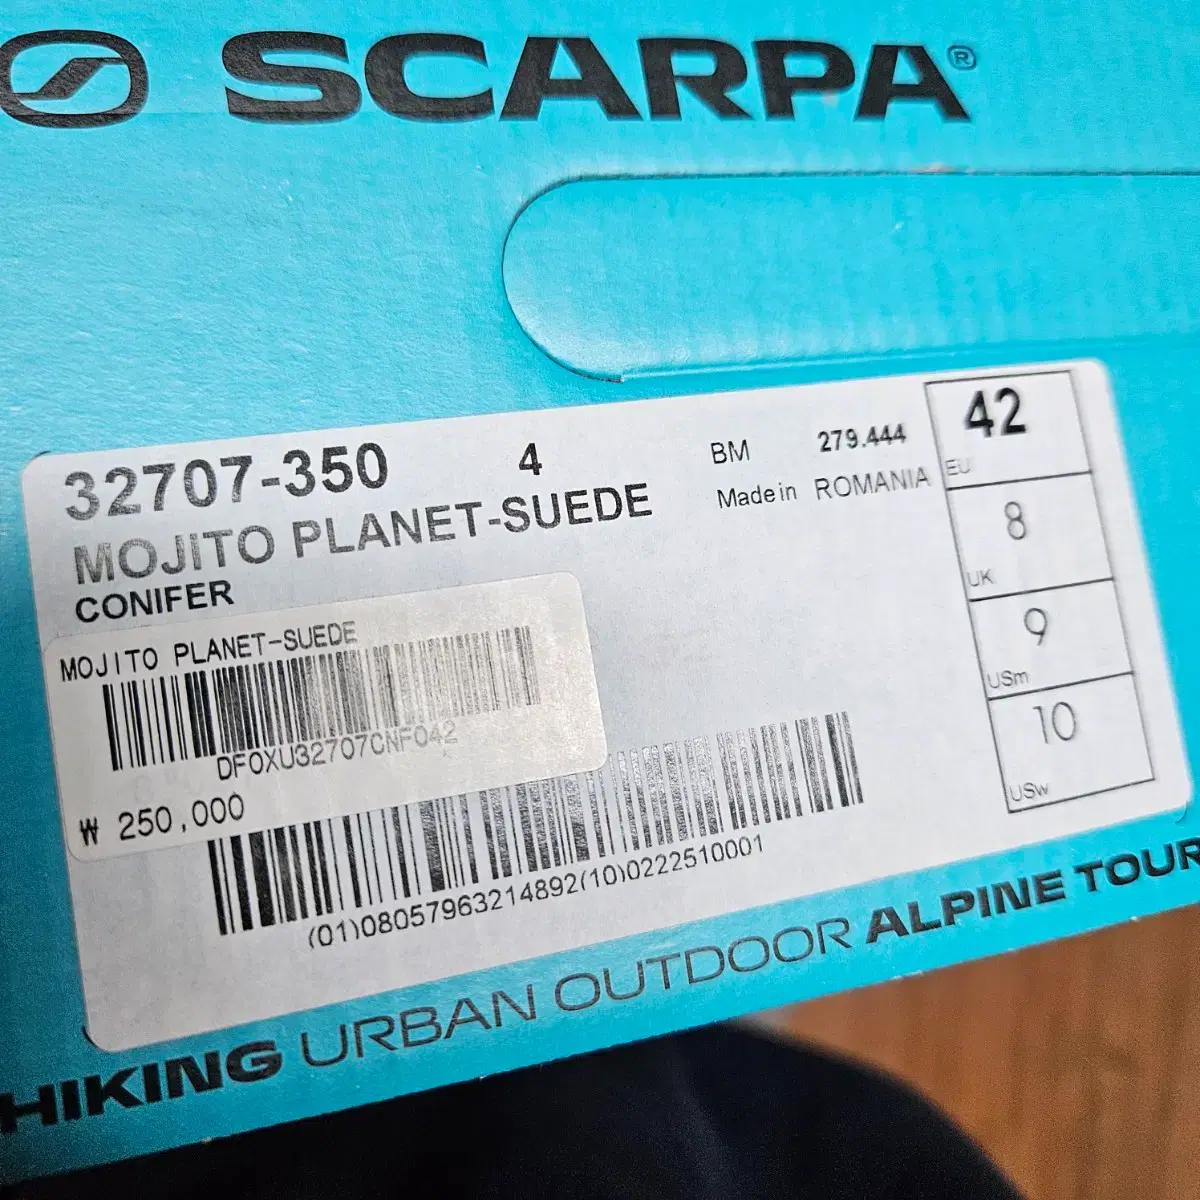 SCARPA®
32707-350 4 BM 279.444
MOJITO PLANET-SUEDE Made in ROMANIA
CONIFER
42
EU
8
UK
9
USm
10
USw
MOJITO PLANET-SUEDE
DF0XU32707CNF042
₩ 250,000
(01)08057963214892(10)0222510001
HIKING URBAN OUTDOOR ALPINE TOUR